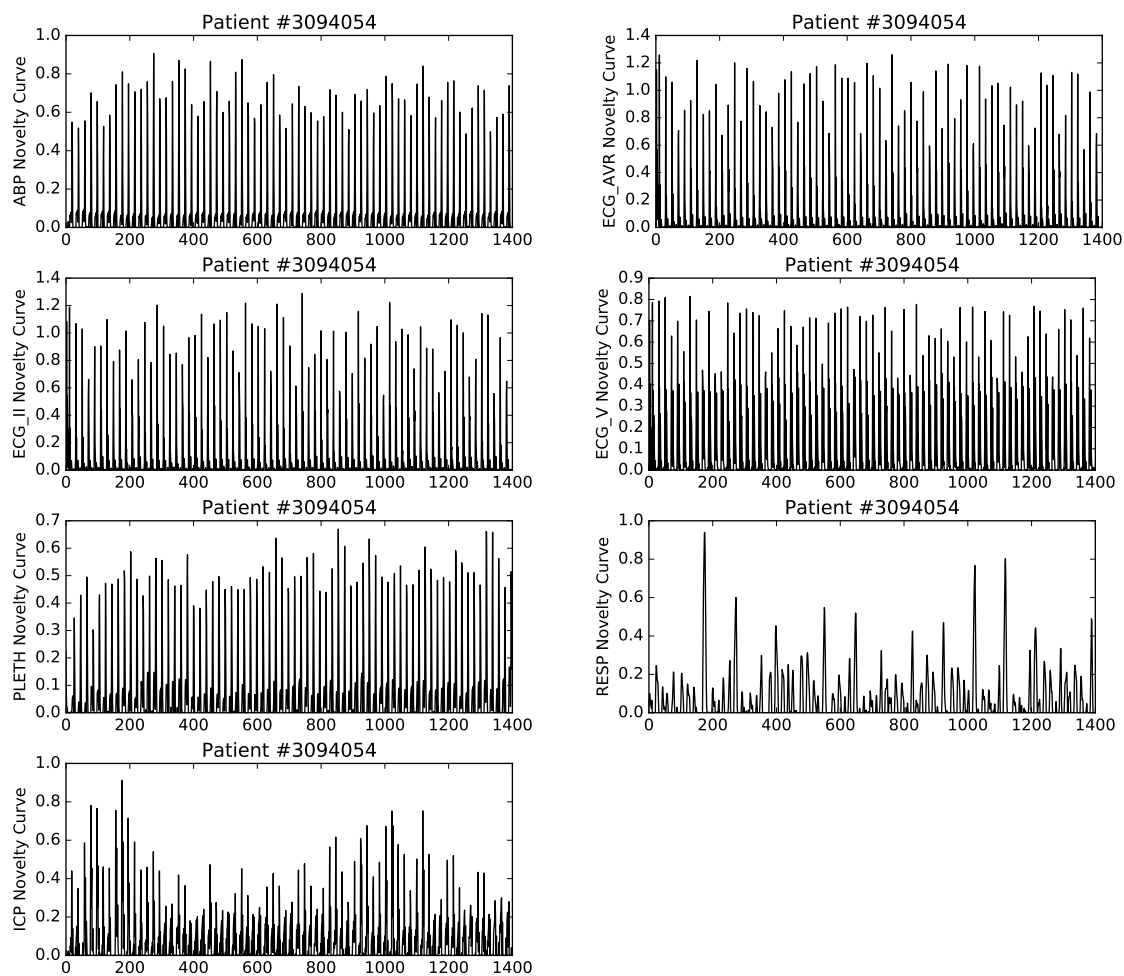 Patient #3094054
ABP Novelty Curve
1.0
0.8
0.6
0.4
0.2
0.0
0 200 400 600 800 1000 1200 1400
Patient #3094054
ECG_AVR Novelty Curve
1.4
1.2
1.0
0.8
0.6
0.4
0.2
0.0
0 200 400 600 800 1000 1200 1400
Patient #3094054
ECG_II Novelty Curve
1.4
1.2
1.0
0.8
0.6
0.4
0.2
0.0
0 200 400 600 800 1000 1200 1400
Patient #3094054
ECG_V Novelty Curve
0.9
0.8
0.7
0.6
0.5
0.4
0.3
0.2
0.1
0.0
0 200 400 600 800 1000 1200 1400
Patient #3094054
PLETH Novelty Curve
0.7
0.6
0.5
0.4
0.3
0.2
0.1
0.0
0 200 400 600 800 1000 1200 1400
Patient #3094054
RESP Novelty Curve
1.0
0.8
0.6
0.4
0.2
0.0
0 200 400 600 800 1000 1200 1400
Patient #3094054
ICP Novelty Curve
1.0
0.8
0.6
0.4
0.2
0.0
0 200 400 600 800 1000 1200 1400